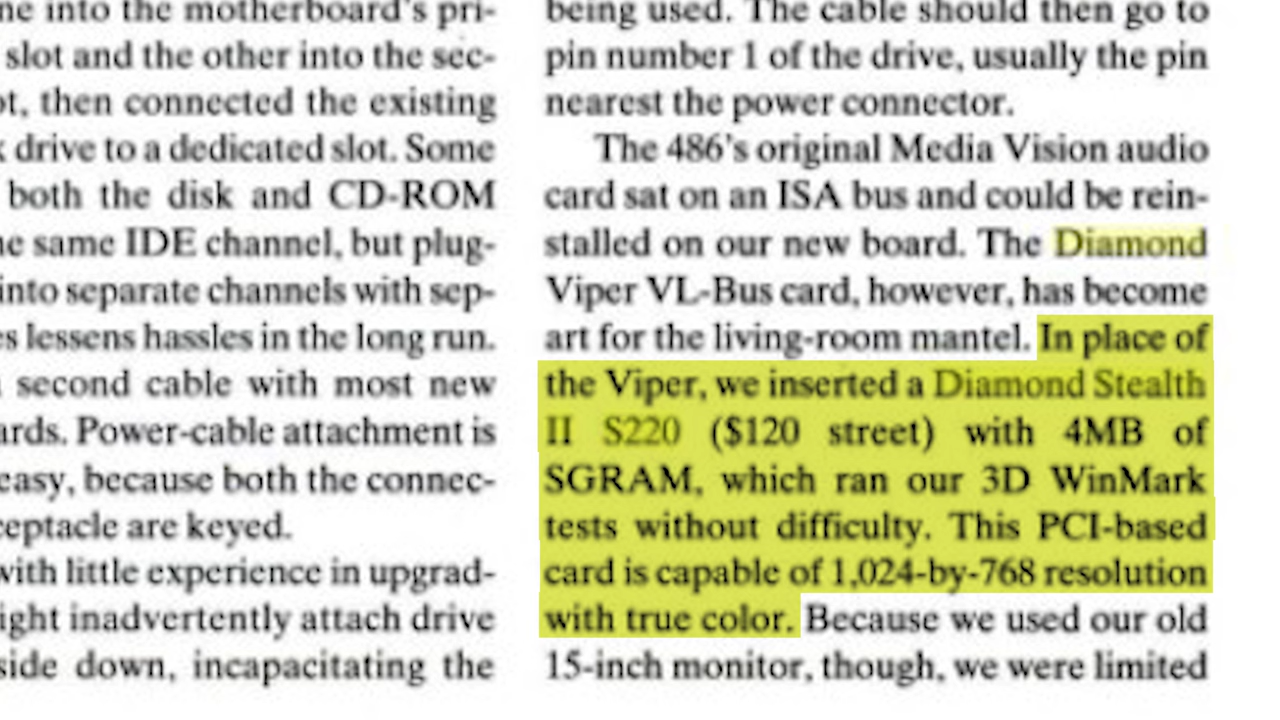 ne into the motherboard's pri-
slot and the other into the sec-
ot, then connected the existing
k drive to a dedicated slot. Some
both the disk and CD-ROM
ne same IDE channel, but plug-
into separate channels with sep-
es lessens hassles in the long run.
second cable with most new
ards. Power-cable attachment is
easy, because both the connec-
ceptacle are keyed.
with little experience in upgrad-
ight inadvertently attach drive
side down, incapacitating the
being used. The cable should then go to
pin number 1 of the drive, usually the pin
nearest the power connector.
The 486's original Media Vision audio
card sat on an ISA bus and could be rein-
stalled on our new board. The Diamond
Viper VL-Bus card, however, has become
art for the living-room mantel. In place of
the Viper, we inserted a Diamond Stealth
II S220 ($120 street) with 4MB of
SGRAM, which ran our 3D WinMark
tests without difficulty. This PCI-based
card is capable of 1,024-by-768 resolution
with true color. Because we used our old
15-inch monitor, though, we were limited